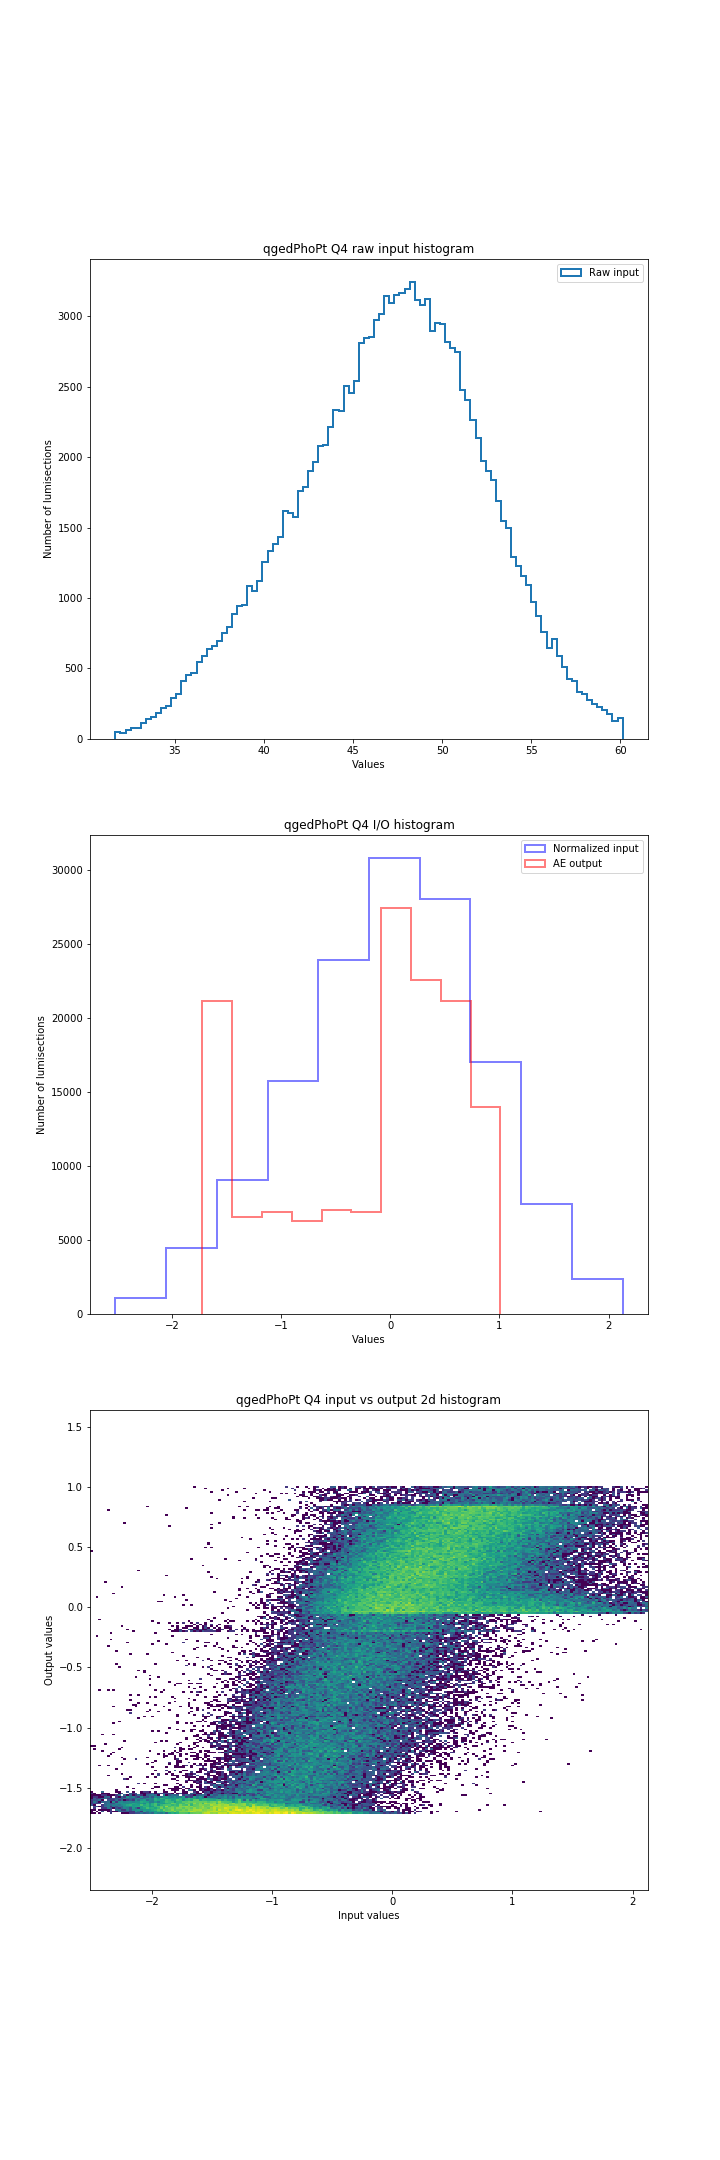 qgedPhoPt Q4 raw input histogram
Raw input
3000
2500
2000
1500
1000
500
0
Number of lumisections
35 40 45 50 55 60
Values
qgedPhoPt Q4 I/O histogram
Normalized input
AE output
30000
25000
20000
15000
10000
5000
0
Number of lumisections
−2 −1 0 1 2
Values
qgedPhoPt Q4 input vs output 2d histogram
1.5
1.0
0.5
0.0
−0.5
−1.0
−1.5
−2.0
Output values
−2 −1 0 1 2
Input values